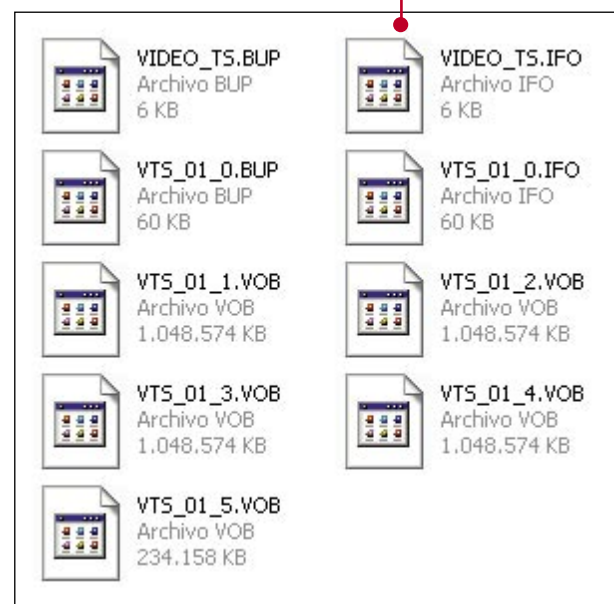 VIDEO_TS.BUP
Archivo BUP
6 KB
VIDEO_TS.IFO
Archivo IFO
6 KB
VTS_01_0.BUP
Archivo BUP
60 KB
VTS_01_0.IFO
Archivo IFO
60 KB
VTS_01_1.VOB
Archivo VOB
1.048.574 KB
VTS_01_2.VOB
Archivo VOB
1.048.574 KB
VTS_01_3.VOB
Archivo VOB
1.048.574 KB
VTS_01_4.VOB
Archivo VOB
1.048.574 KB
VTS_01_5.VOB
Archivo VOB
234.158 KB